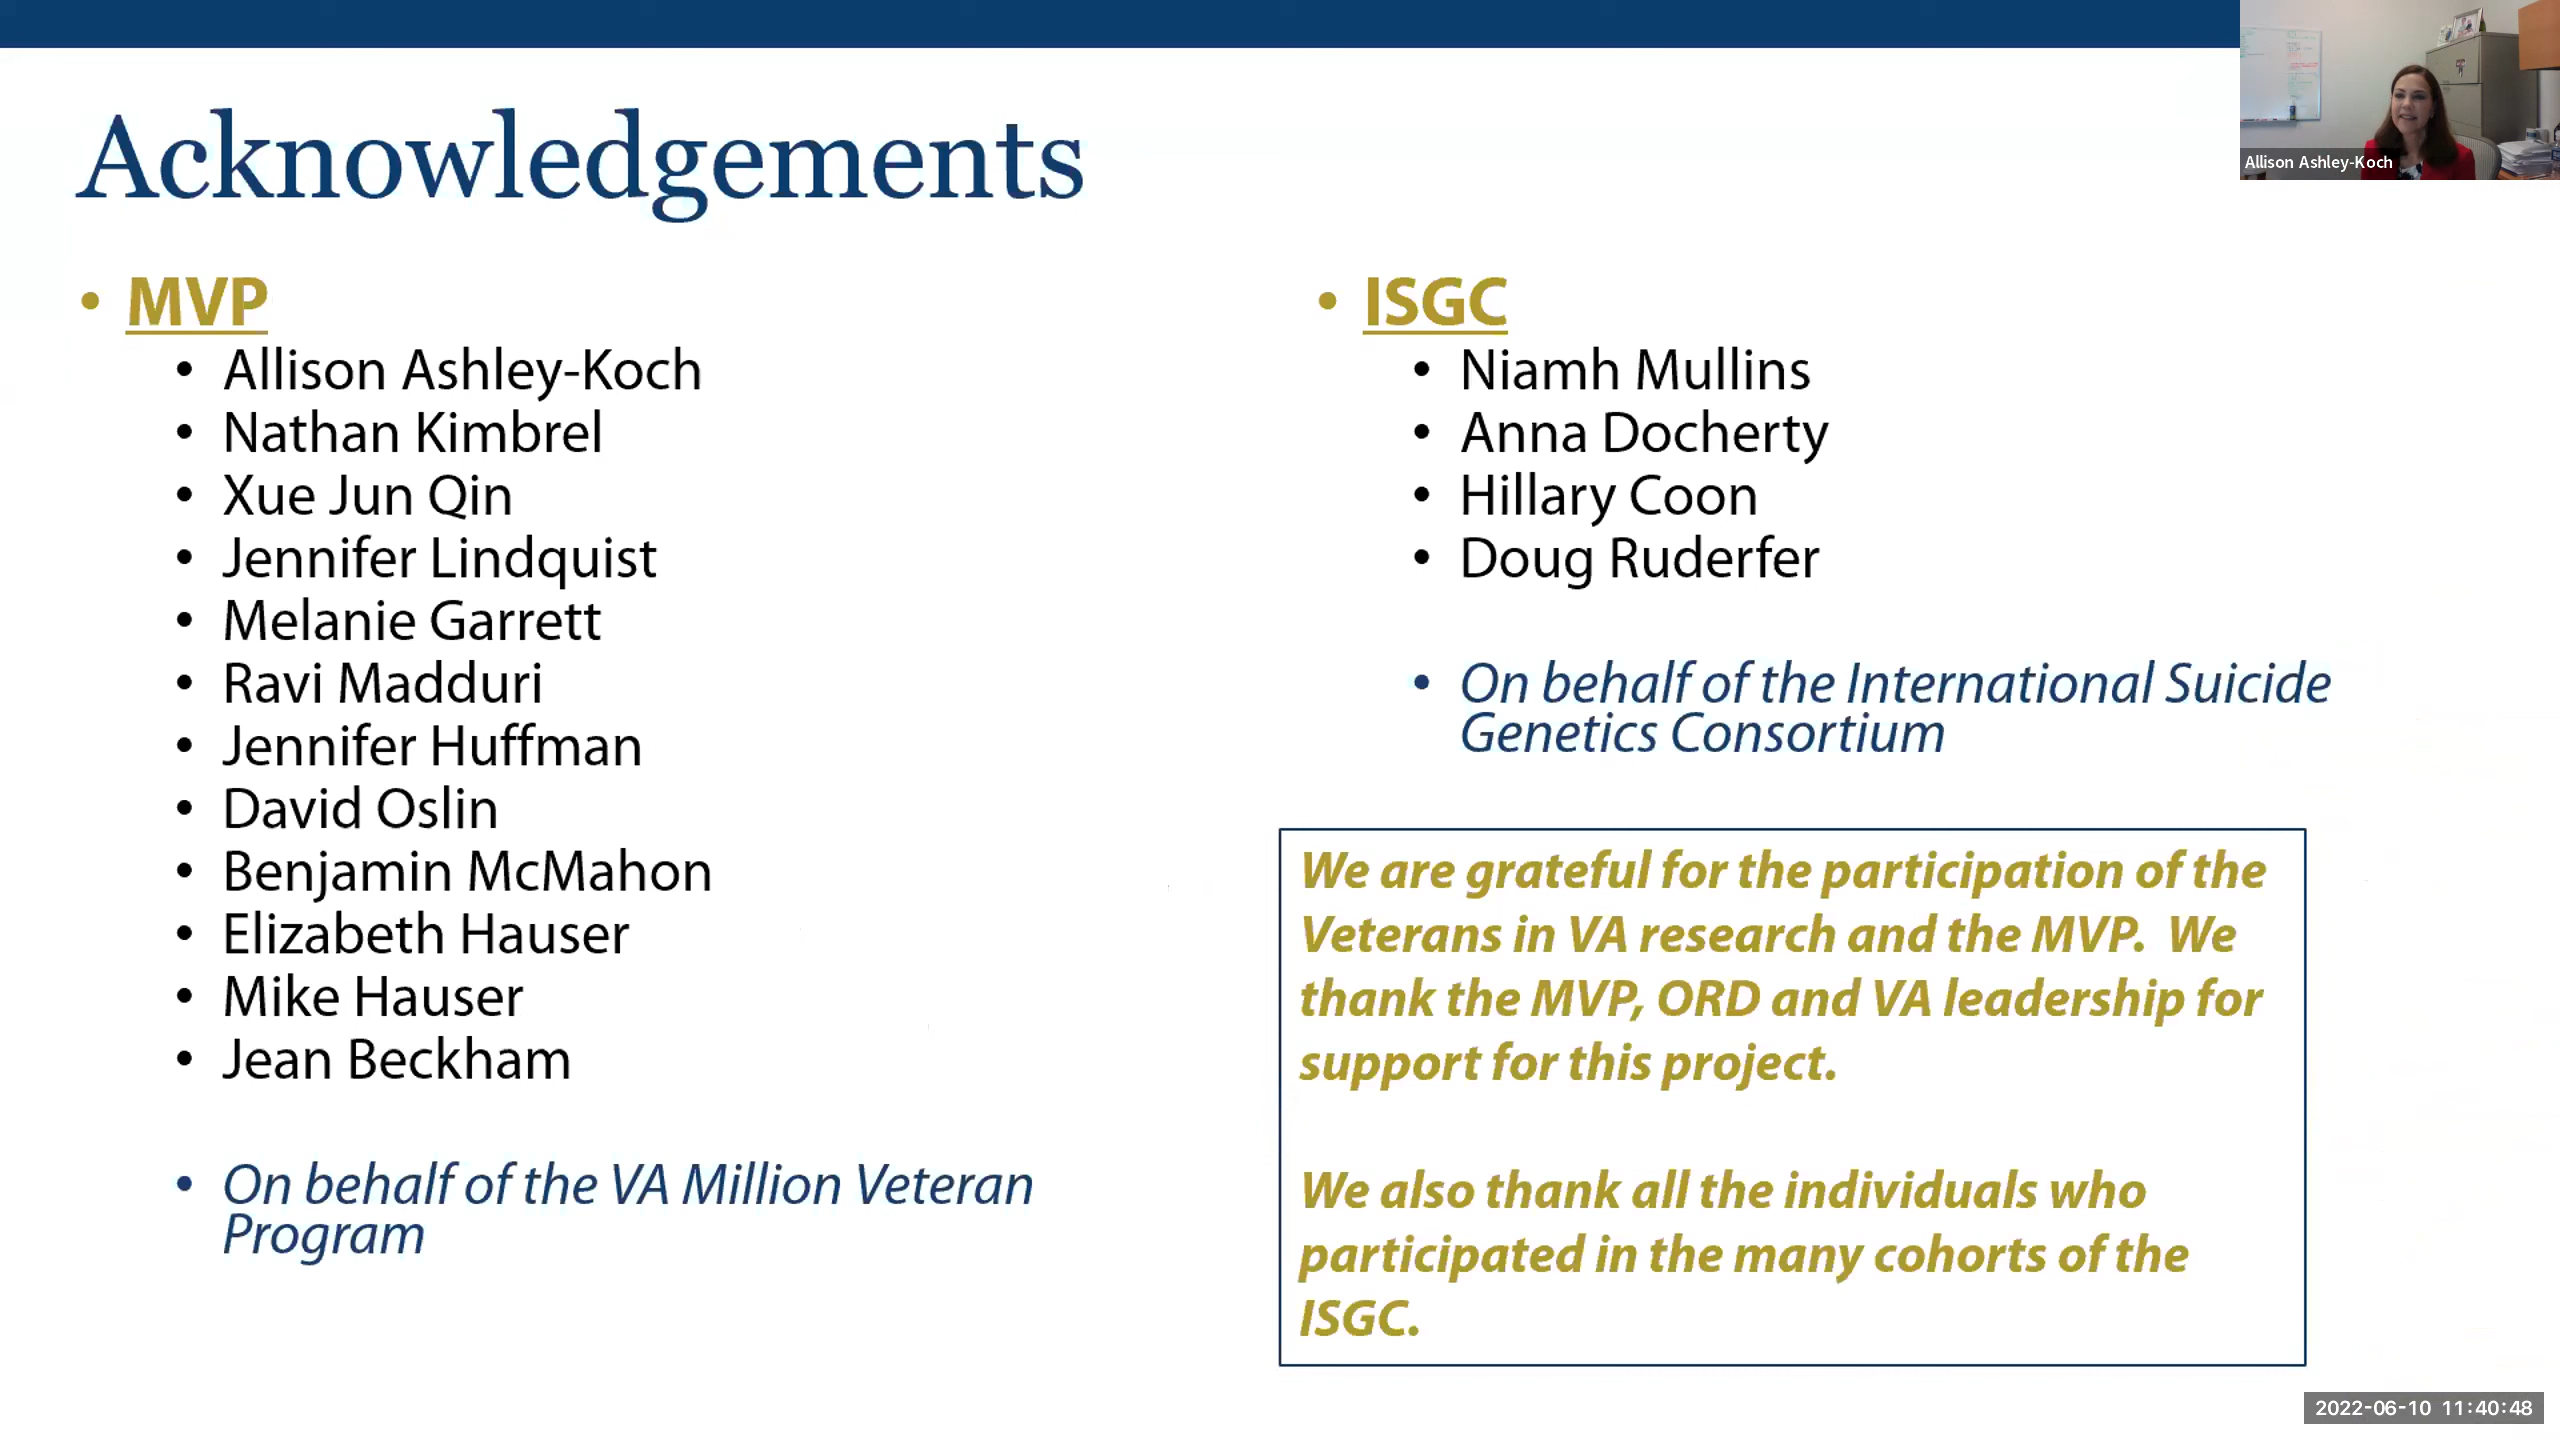 Acknowledgements
• MVP
• Allison Ashley-Koch
• Nathan Kimbrel
• Xue Jun Qin
• Jennifer Lindquist
• Melanie Garrett
• Ravi Madduri
• Jennifer Huffman
• David Oslin
• Benjamin McMahon
• Elizabeth Hauser
• Mike Hauser
• Jean Beckham
• On behalf of the VA Million Veteran
Program
• ISGC
• Niamh Mullins
• Anna Docherty
• Hillary Coon
• Doug Ruderfer
• On behalf of the International Suicide
Genetics Consortium
We are grateful for the participation of the
Veterans in VA research and the MVP. We
thank the MVP, ORD and VA leadership for
support for this project.
We also thank all the individuals who
participated in the many cohorts of the
ISGC.
Allison Ashley-Koch
2022-06-10 11:40:48